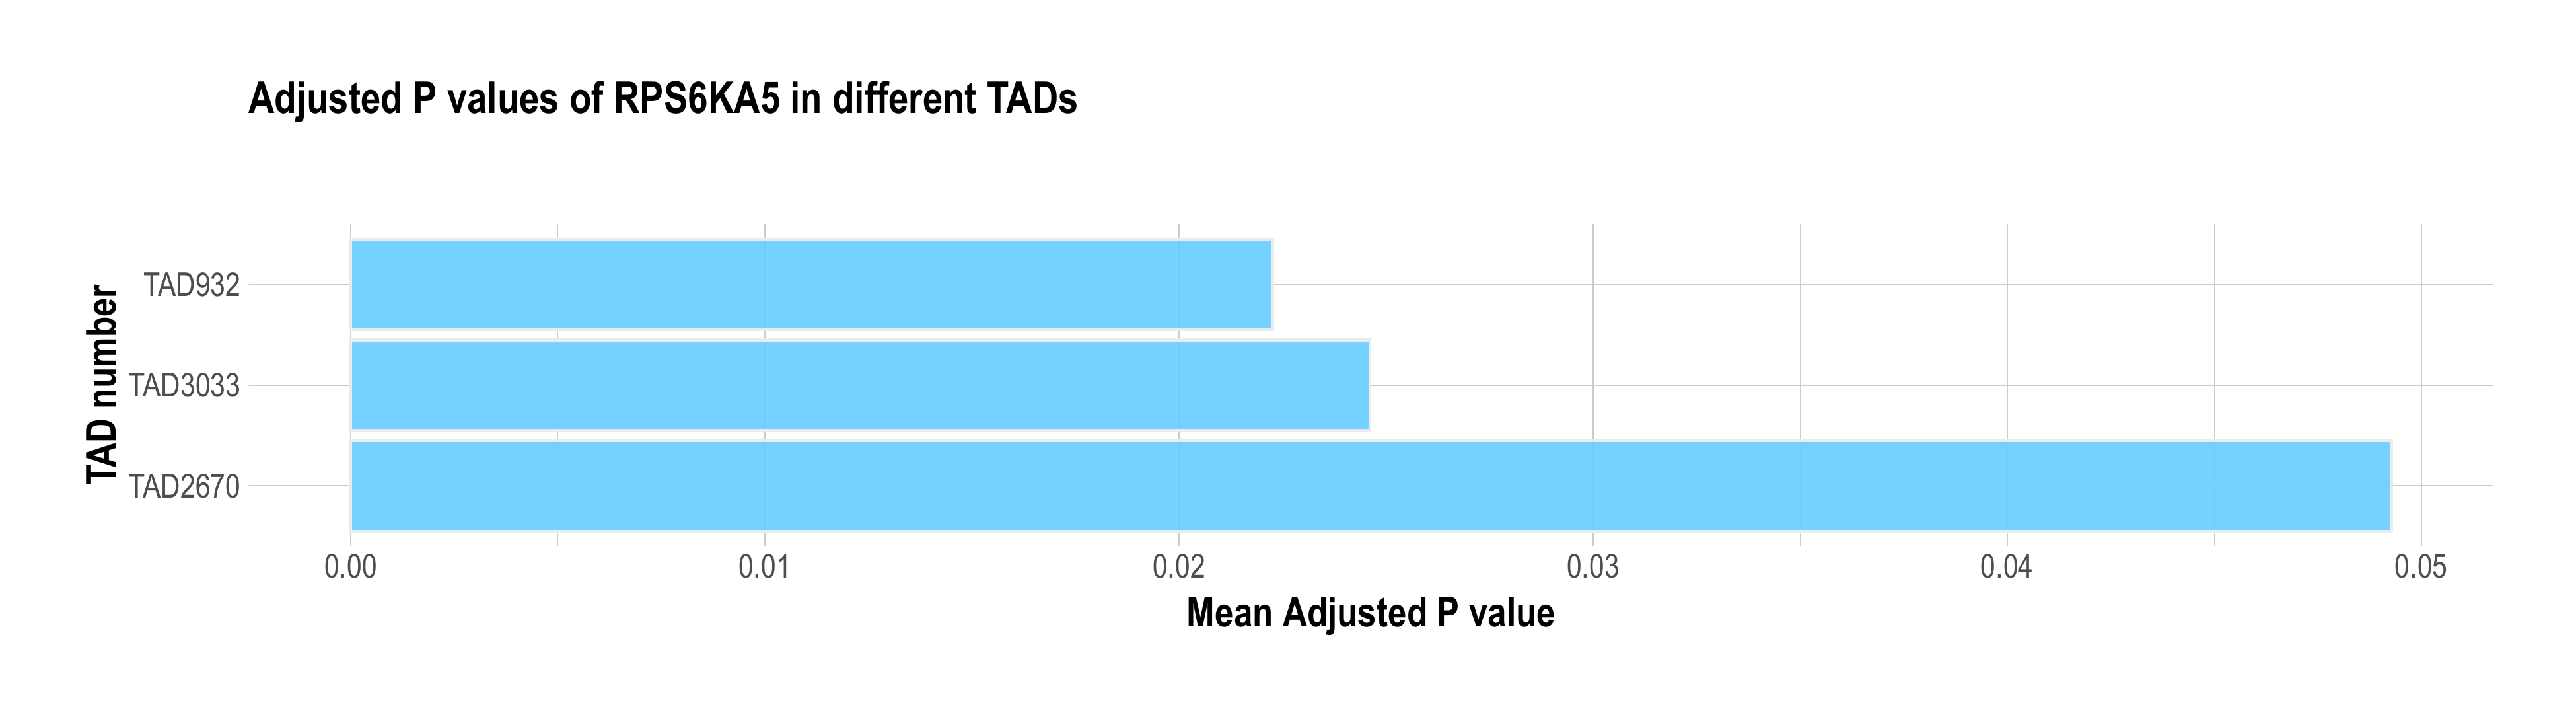 Adjusted P values of RPS6KA5 in different TADs
TAD number
TAD932
TAD3033
TAD2670
0.00 0.01 0.02 0.03 0.04 0.05
Mean Adjusted P value